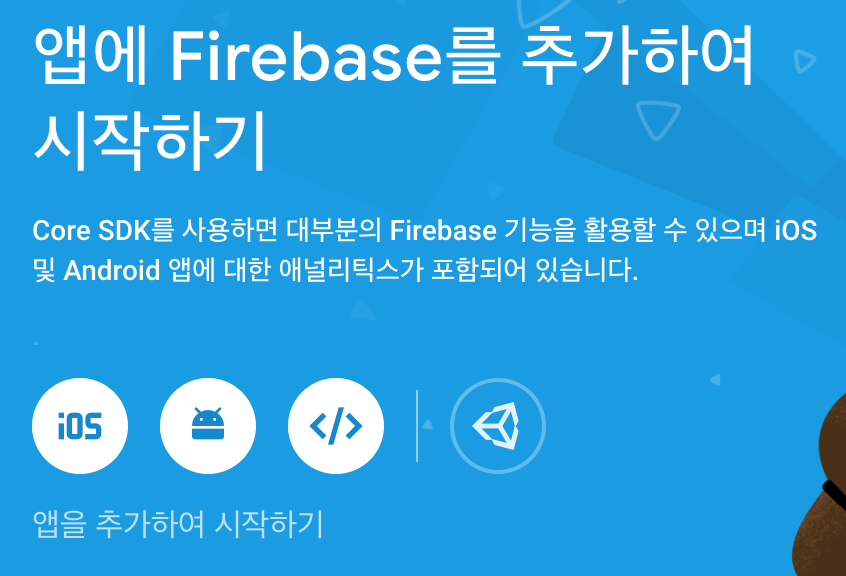 앱에 Firebase를 추가하여
시작하기
Core SDK를 사용하면 대부분의 Firebase 기능을 활용할 수 있으며 iOS
및 Android 앱에 대한 애널리틱스가 포함되어 있습니다.
iOS </>
앱을 추가하여 시작하기